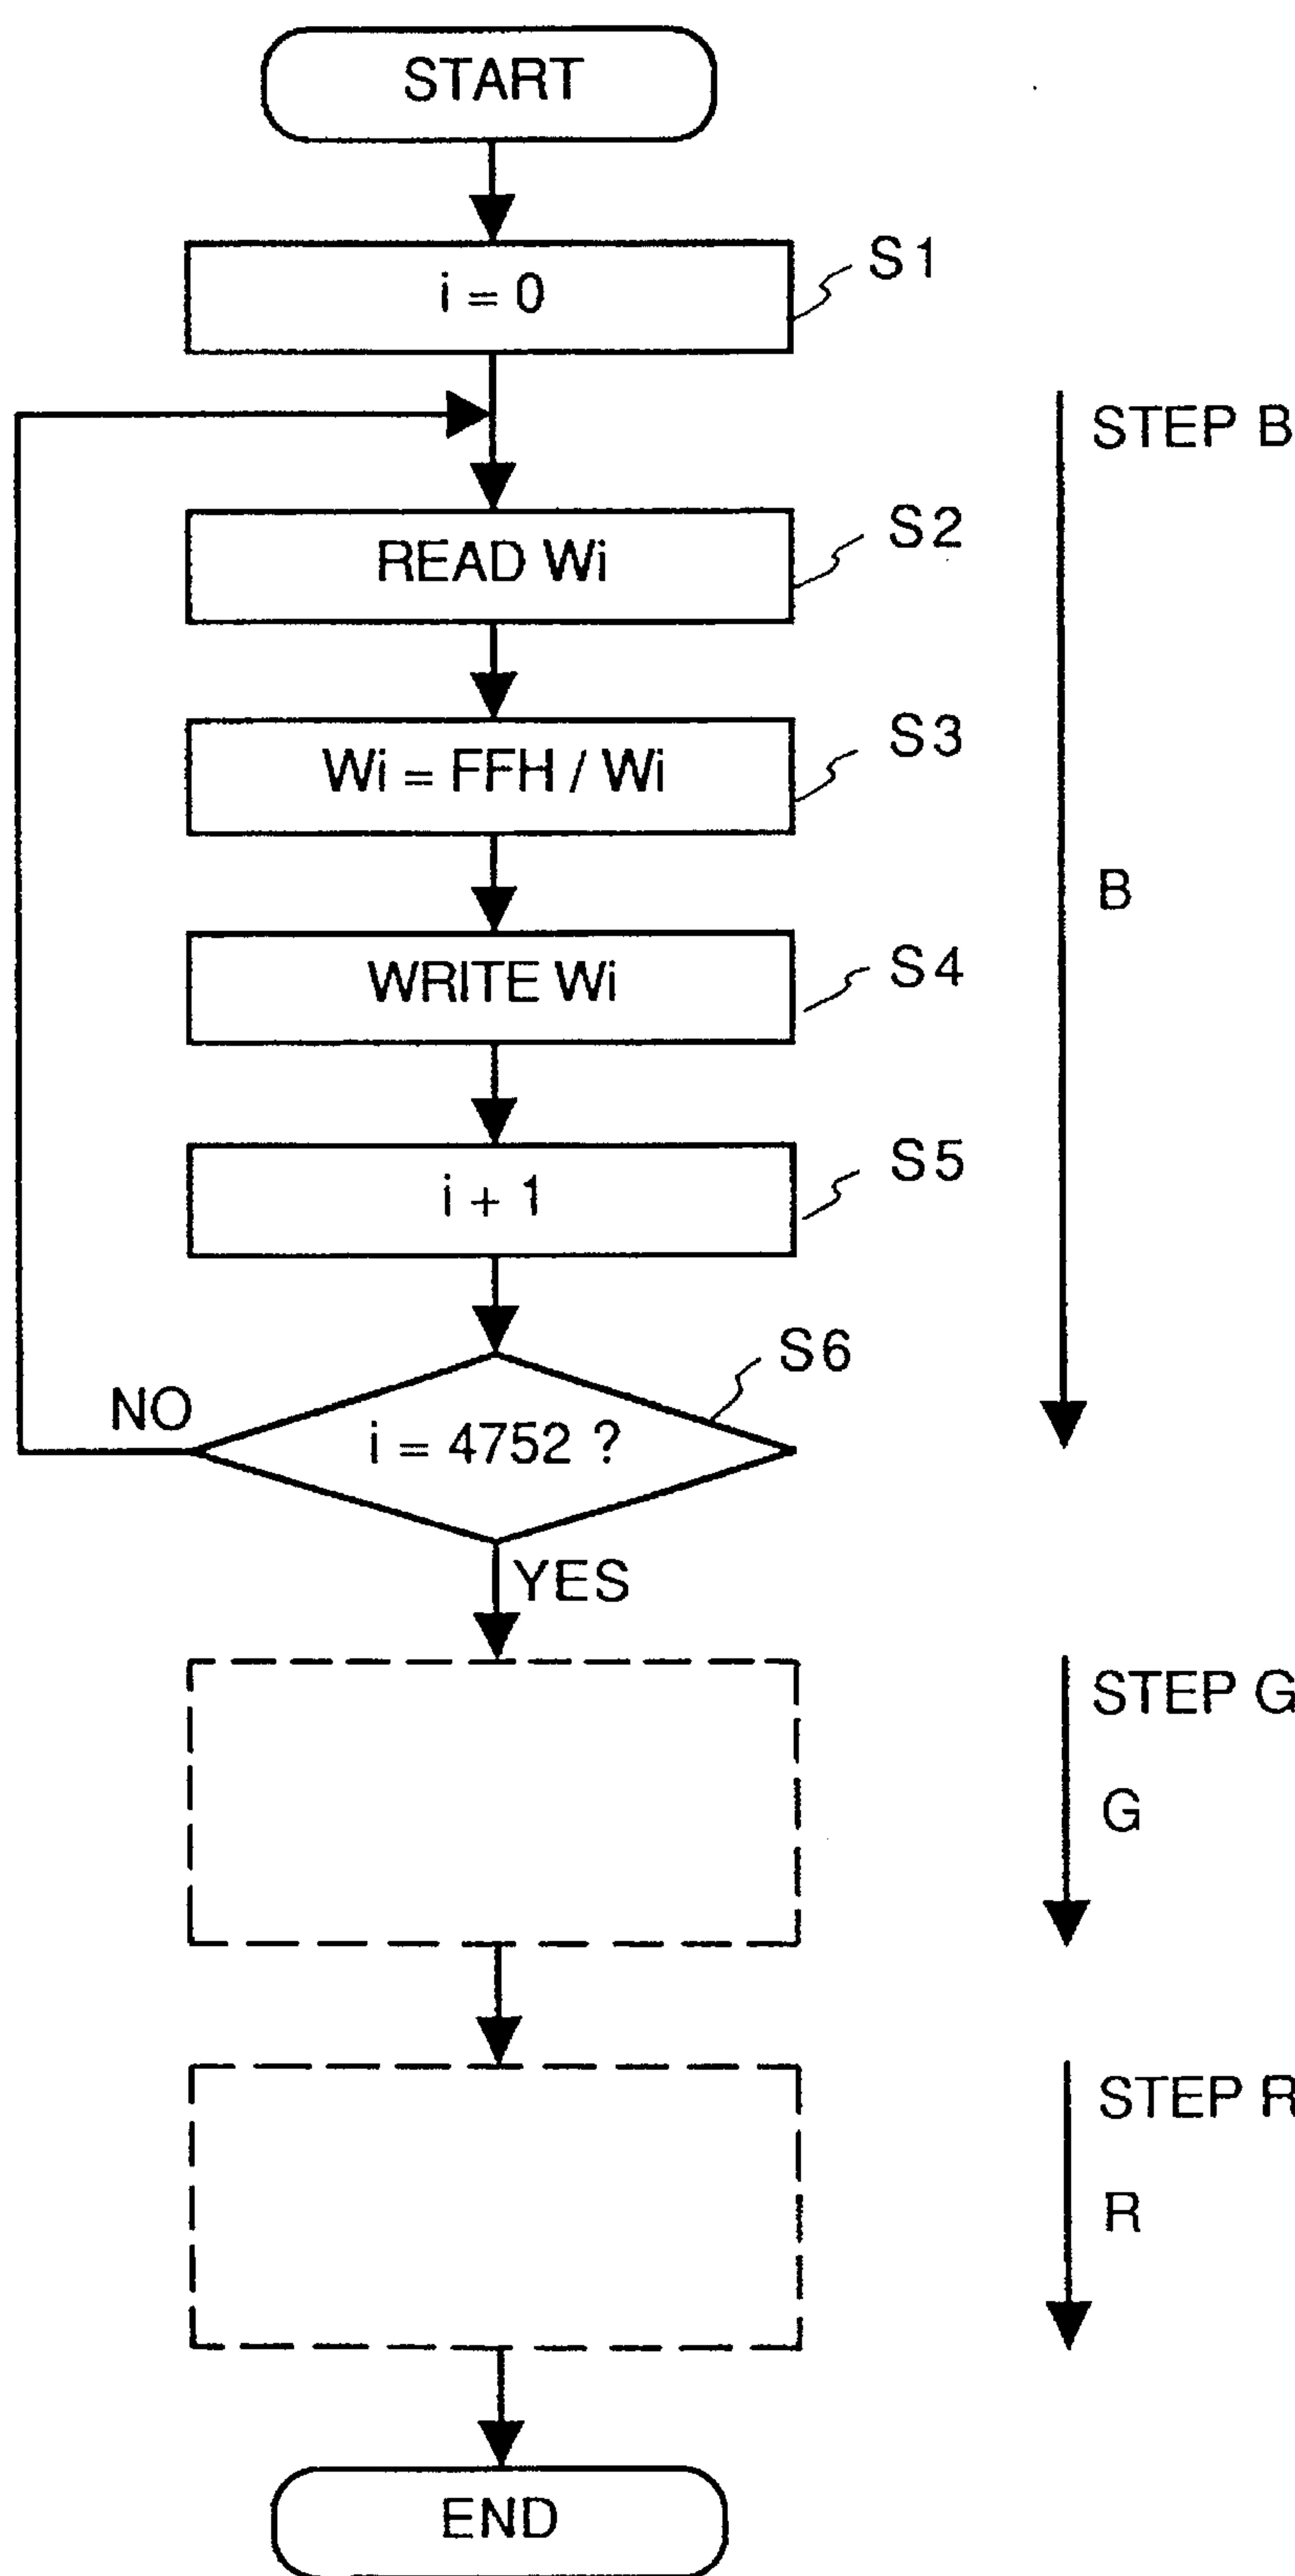 START
i = 0
S1
STEP B
READ Wi
S2
Wi = FFH / Wi
S3
B
WRITE Wi
S4
i + 1
S5
S6
NO
i = 4752 ?
YES
STEP G
G
STEP R
R
END